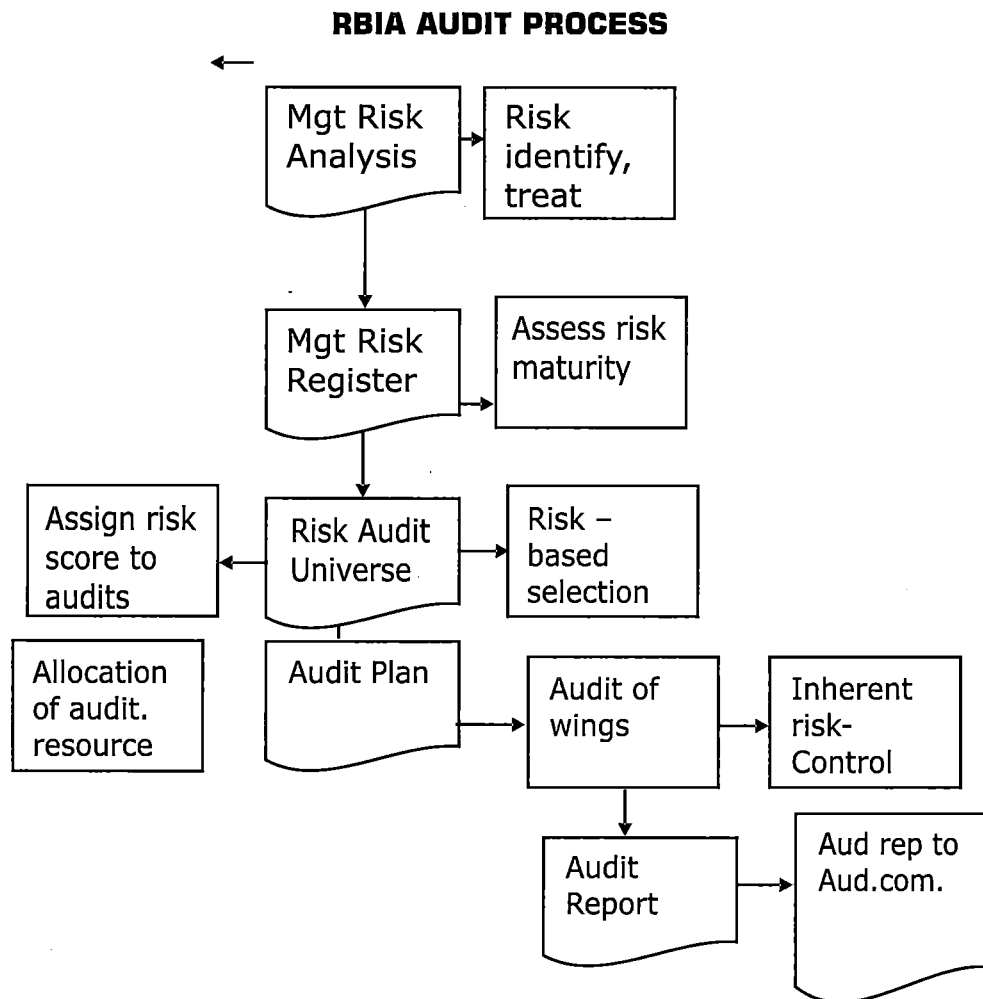 RBIA AUDIT PROCESS
Mgt Risk
Analysis
Risk
identify,
treat
Mgt Risk
Register
Assess risk
maturity
Assign risk
score to
audits
Risk Audit
Universe
Risk –
based
selection
Allocation
of audit.
resource
Audit Plan
Audit of
wings
Inherent
risk-
Control
Audit
Report
Aud rep to
Aud.com.